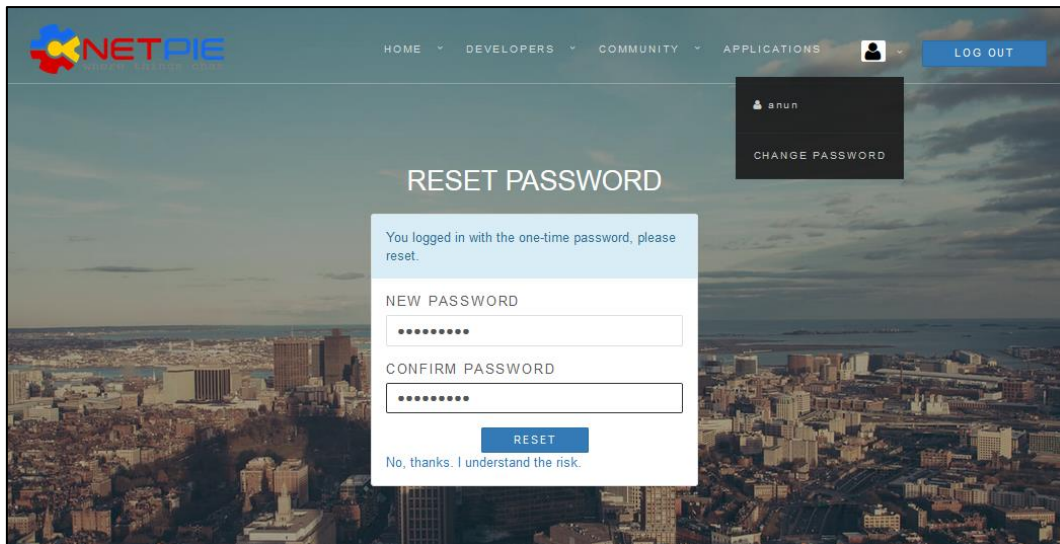 NETPIE
HOME
DEVELOPERS
COMMUNITY
APPLICATIONS
LOG OUT
anun
CHANGE PASSWORD
RESET PASSWORD
You logged in with the one-time password, please
reset.
NEW PASSWORD
•••••••••
CONFIRM PASSWORD
•••••••••
RESET
No, thanks. I understand the risk.